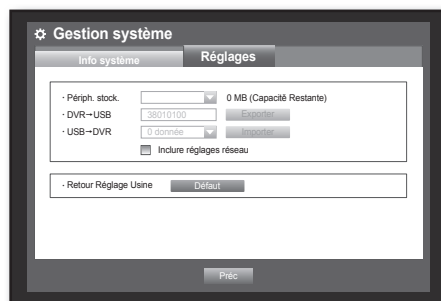 Gestion système
Info système
Réglages
· Périph. stock. 0 MB (Capacitê Restante)
· DVR→USB 38010100 Exporter
· USB→DVR 0 donnée Importer
Inclure réglages réseau
· Retour Réglage Usine Défaut
Préc